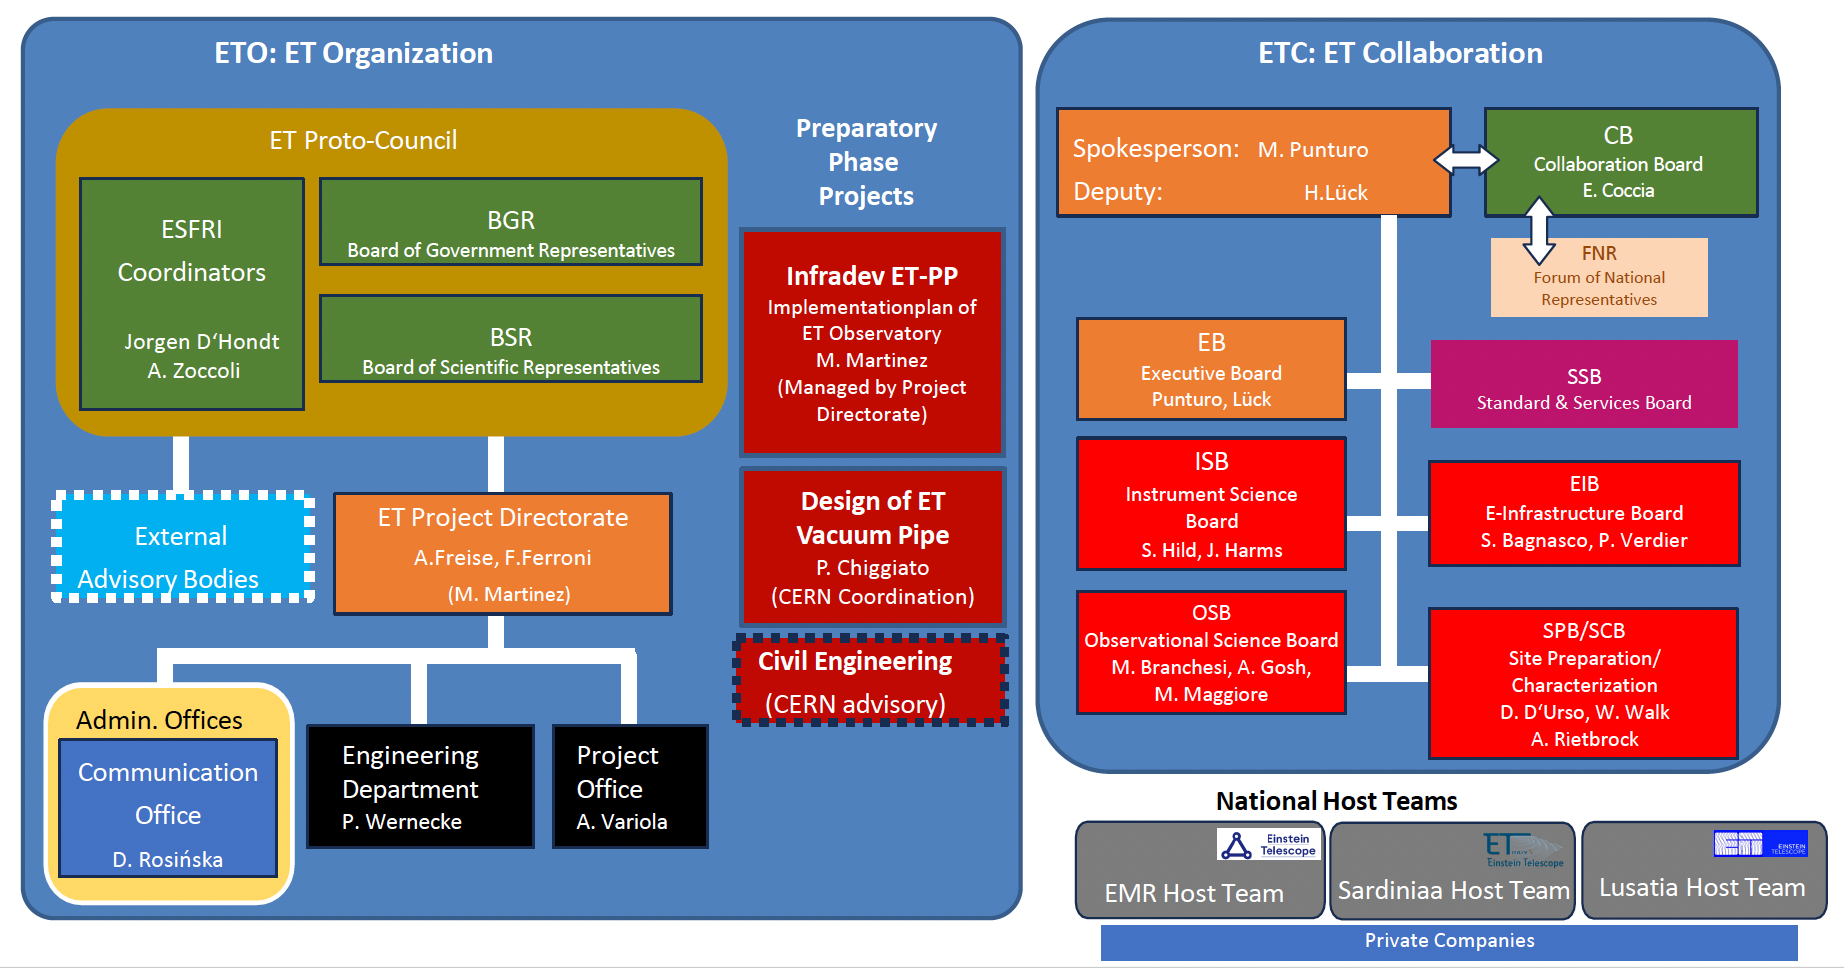 ETO: ET Organization
ET Proto-Council
ESFRI
Coordinators
Jorgen D‘Hondt
A. Zoccoli
BGR
Board of Government Representatives
BSR
Board of Scientific Representatives
External
Advisory Bodies
ET Project Directorate
A.Freise, F.Ferroni
(M. Martinez)
Admin. Offices
Communication
Office
D. Rosińska
Engineering
Department
P. Wernecke
Project
Office
A. Variola
Preparatory
Phase
Projects
Infradev ET-PP
Implementationplan of
ET Observatory
M. Martinez
(Managed by Project
Directorate)
Design of ET
Vacuum Pipe
P. Chiggiato
(CERN Coordination)
Civil Engineering
(CERN advisory)
ETC: ET Collaboration
Spokesperson: M. Punturo
Deputy: H.Lück
CB
Collaboration Board
E. Coccia
FNR
Forum of National
Representatives
EB
Executive Board
Punturo, Lück
SSB
Standard & Services Board
ISB
Instrument Science
Board
S. Hild, J. Harms
EIB
E-Infrastructure Board
S. Bagnasco, P. Verdier
OSB
Observational Science Board
M. Branchesi, A. Gosh,
M. Maggiore
SPB/SCB
Site Preparation/
Characterization
D. D‘Urso, W. Walk
A. Rietbrock
National Host Teams
Einstein
Telescope
EMR Host Team
ET
Einstein Telescope
Sardiniaa Host Team
ET
EINSTEIN
TELESCOPE
Lusatia Host Team
Private Companies